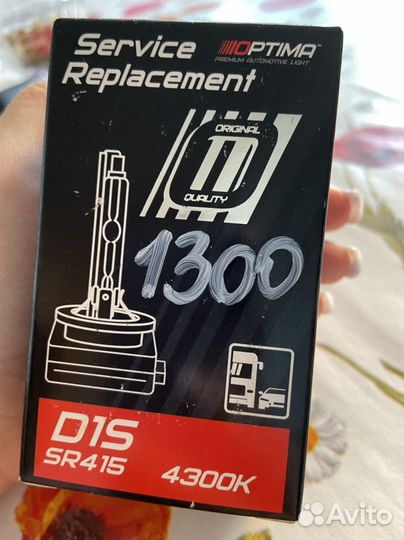 Service
Replacement
OPTIMA
PREMIUM AUTOMOTIVE LIGHT
ORIGINAL
QUALITY
1300
D1S
SR415
4300K
Avito